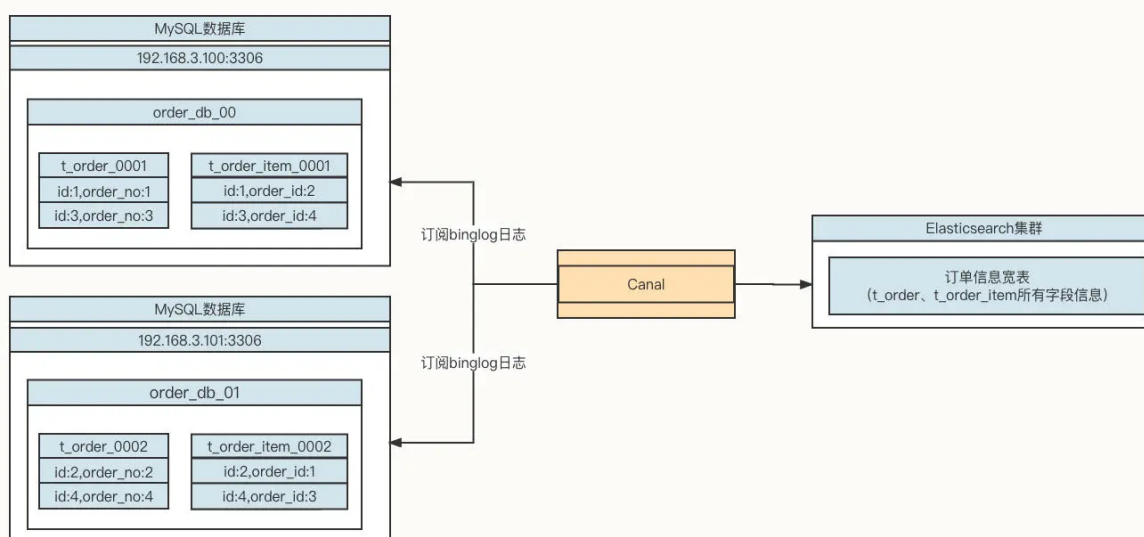 MySQL数据库
192.168.3.100:3306
order_db_00
t_order_0001
id:1,order_no:1
id:3,order_no:3
t_order_item_0001
id:1,order_id:2
id:3,order_id:4
MySQL数据库
192.168.3.101:3306
order_db_01
t_order_0002
id:2,order_no:2
id:4,order_no:4
t_order_item_0002
id:2,order_id:1
id:4,order_id:3
订阅binglog日志
订阅binglog日志
Canal
Elasticsearch集群
订单信息宽表
（t_order、t_order_item所有字段信息）